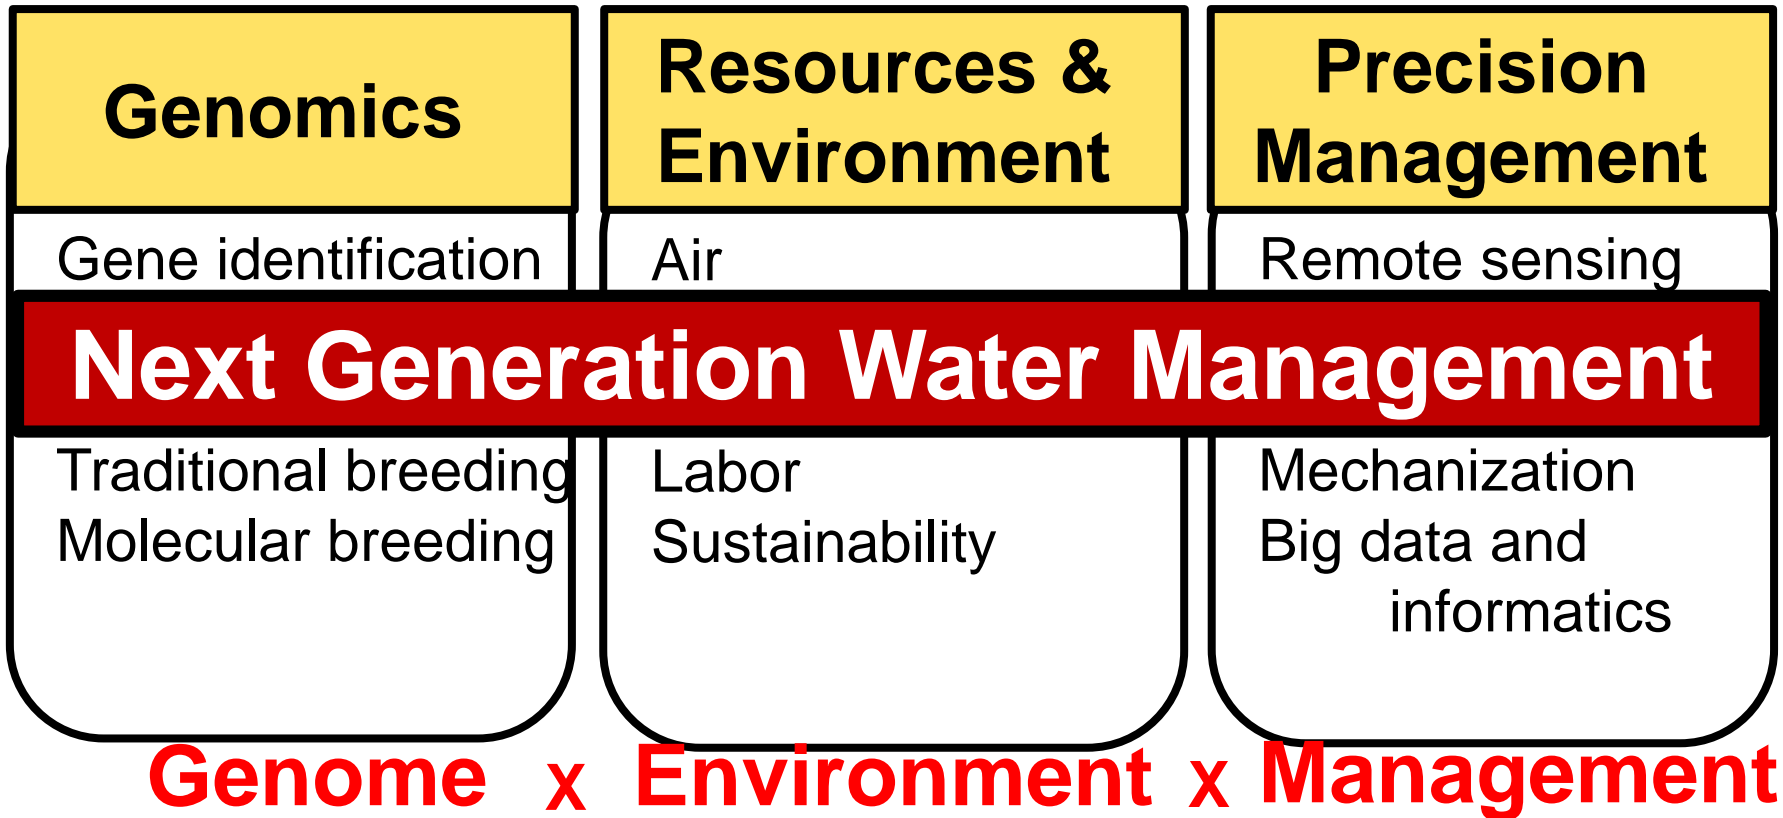 Genomics
Gene identification
Traditional breeding
Molecular breeding
Resources &
Environment
Air
Labor
Sustainability
Precision
Management
Remote sensing
Mechanization
Big data and
informatics
Next Generation Water Management
Genome x Environment x Management